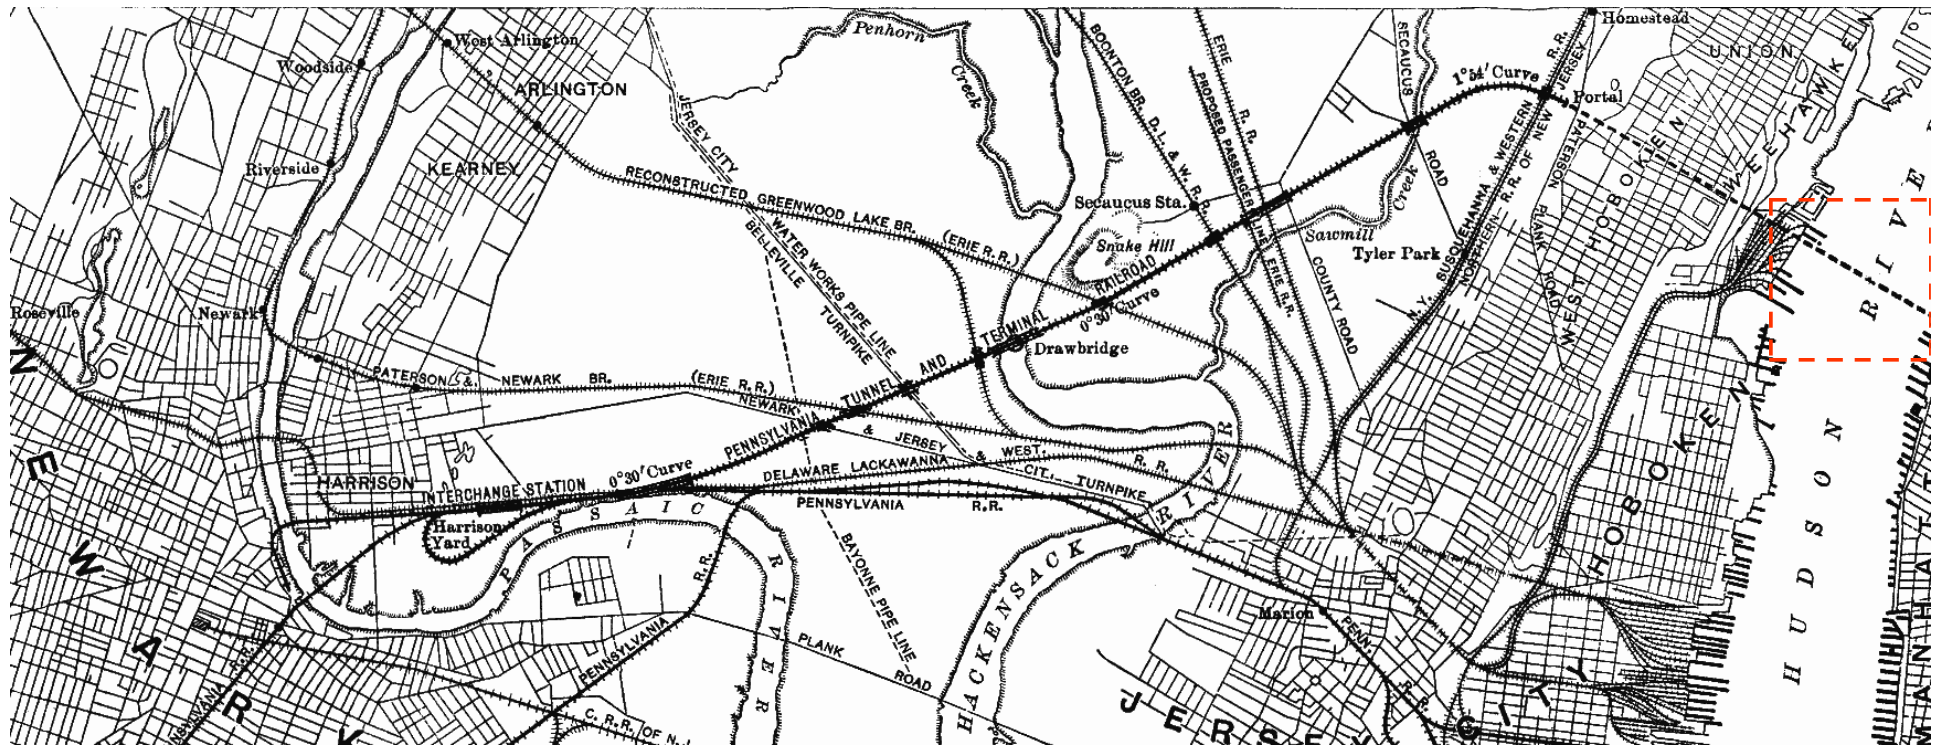 Penhorn
Creek
Homestead
UNION
West Arlington
Woodside
ARLINGTON
JERSEY CITY
WATER WORKS PIPE LINE
BOONTON BR. D. L. & W. R. R.
ERIE R. R.
PROPOSED PASSENGER LINE ERIE R.R.
SECAUCUS
ROAD
1°54' Curve
Portal
N. Y. SUSQUEHANNA & WESTERN R. R.
NORTHERN R. R. OF NEW JERSEY
PATERSON
PLANK
ROAD
WEEHAWKEN
WEST HOBOKEN
Riverside
KEARNEY
RECONSTRUCTED GREENWOOD LAKE BR. (ERIE R.R.)
BELLEVILLE
TURNPIKE
Secaucus Sta.
Snake Hill
Creek
Sawmill
Tyler Park
COUNTY ROAD
Roseville
Newark
PENNSYLVANIA TUNNEL AND TERMINAL RAILROAD
0°30' Curve
Drawbridge
PATERSON & NEWARK BR. (ERIE R.R.)
NEWARK & JERSEY CIT. TURNPIKE
DELAWARE LACKAWANNA & WEST. R. R.
PENNSYLVANIA R.R.
HARRISON
INTERCHANGE STATION
0°30' Curve
Harrison
Yard
PASSAIC
RIVER
HACKENSACK
RIVER
BAYONNE PIPE LINE
HOBOKEN
HUDSON
RIVER
MANHATT
Marion
PENN. R. R.
PENNSYLVANIA R.R.
PLANK
ROAD
HACKENSACK
NSYLVANIA R.R.
C. R. R. OF N. J.
NEWARK
JERSEY CITY